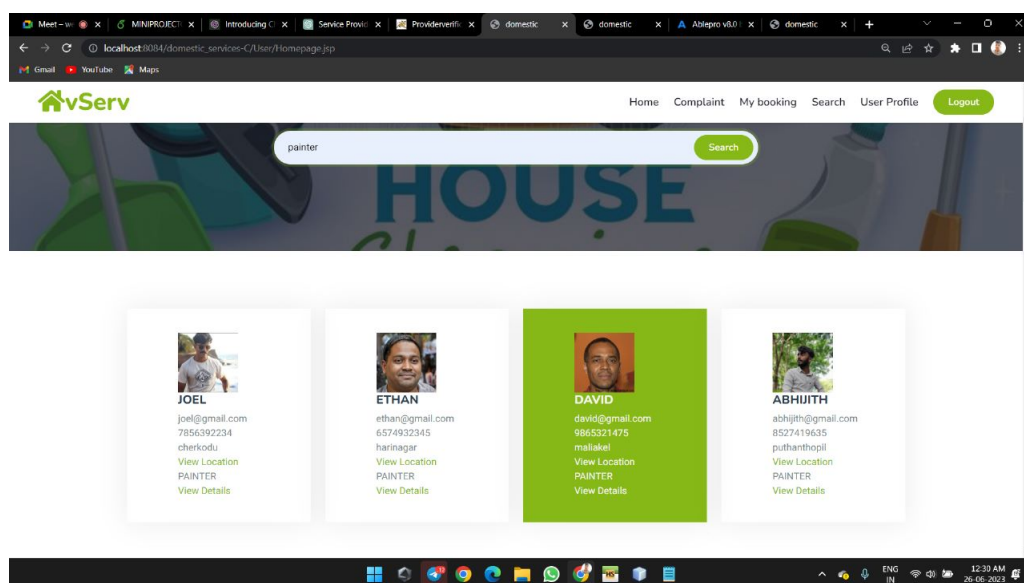 Meet – w
MINIPROJECT
Introducing C
Service Provid
Providerverific
domestic
domestic
Ablepro v8.0
domestic
localhost:8084/domestic_services-C/User/Homepage.jsp
Gmail YouTube Maps
vServ
Home Complaint My booking Search User Profile Logout
painter Search
HOUSE
Cleaning
JOEL
joel@gmail.com
7856392234
cherkodu
View Location
PAINTER
View Details
ETHAN
ethan@gmail.com
6574932345
harinagar
View Location
PAINTER
View Details
DAVID
david@gmail.com
9865321475
maliakel
View Location
PAINTER
View Details
ABHIJITH
abhijith@gmail.com
8527419635
puthanthopil
View Location
PAINTER
View Details
ENG
IN
12:30 AM
26-06-2023